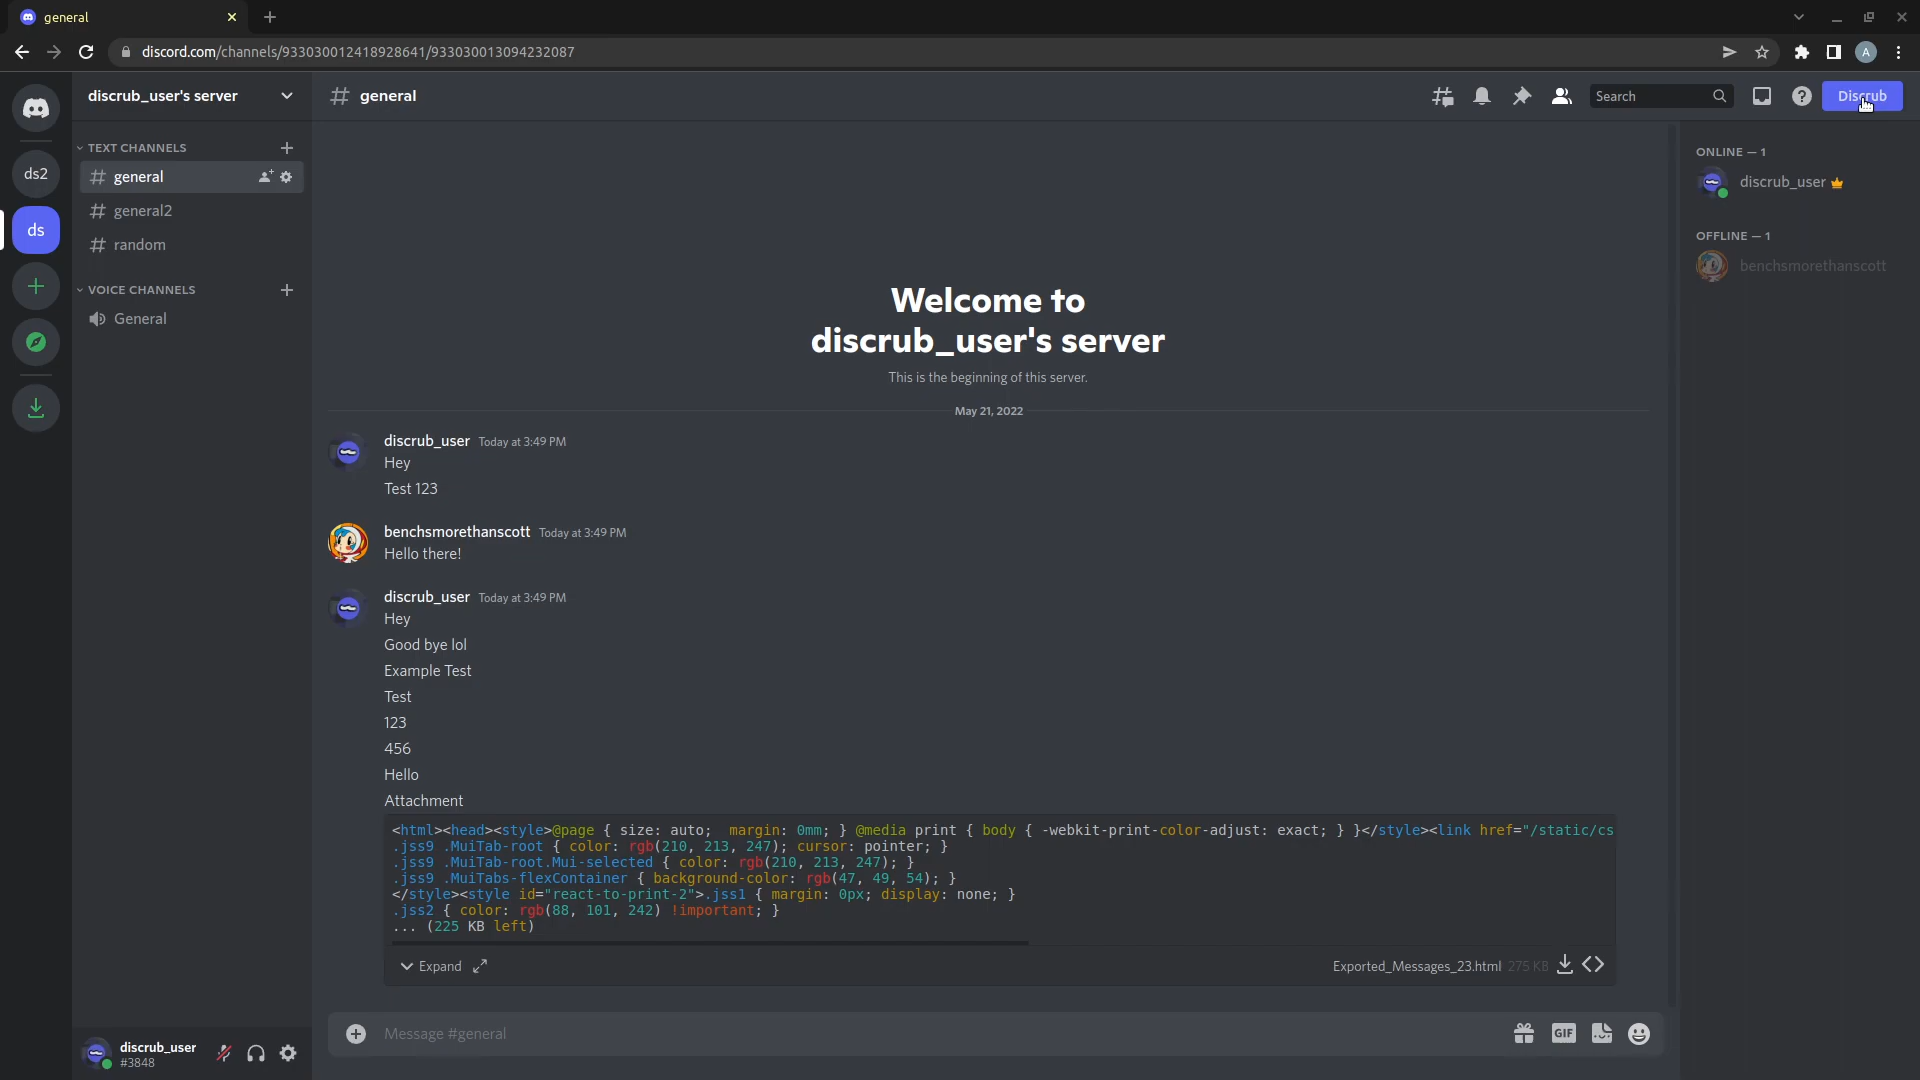 general
discord.com/channels/933030012418928641/933030013094232087
A
discrub_user's server
general
Search
Discrub
ds2
ds
TEXT CHANNELS
general
general2
random
VOICE CHANNELS
General
ONLINE — 1
discrub_user
OFFLINE — 1
benchsmorethanscott
Welcome to
discrub_user's server
This is the beginning of this server.
May 21, 2022
discrub_user Today at 3:49 PM
Hey
Test 123
benchsmorethanscott Today at 3:49 PM
Hello there!
discrub_user Today at 3:49 PM
Hey
Good bye lol
Example Test
Test
123
456
Hello
Attachment
<html><head><style>@page { size: auto;  margin: 0mm; } @media print { body { -webkit-print-color-adjust: exact; } }</style><link href="/static/cs
.jss9 .MuiTab-root { color: rgb(210, 213, 247); cursor: pointer; }
.jss9 .MuiTab-root.Mui-selected { color: rgb(210, 213, 247); }
.jss9 .MuiTabs-flexContainer { background-color: rgb(47, 49, 54); }
</style><style id="react-to-print-2">.jss1 { margin: 0px; display: none; }
.jss2 { color: rgb(88, 101, 242) !important; }
... (225 KB left)
Expand
Exported_Messages_23.html 275 KB
Message #general
GIF
discrub_user
#3848